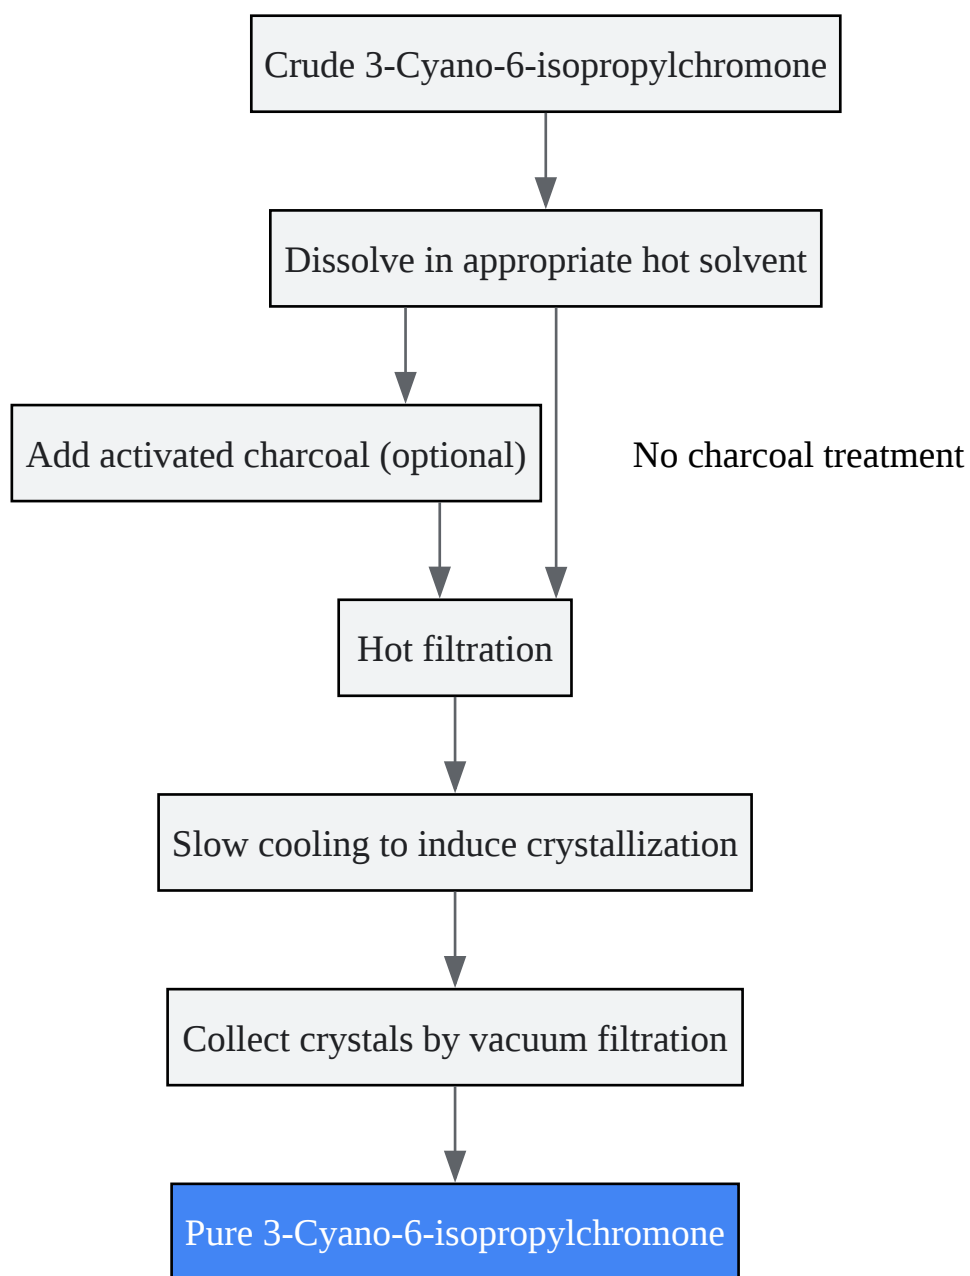 Crude 3-Cyano-6-isopropylchromone
Dissolve in appropriate hot solvent
Add activated charcoal (optional)
No charcoal treatment
Hot filtration
Slow cooling to induce crystallization
Collect crystals by vacuum filtration
Pure 3-Cyano-6-isopropylchromone